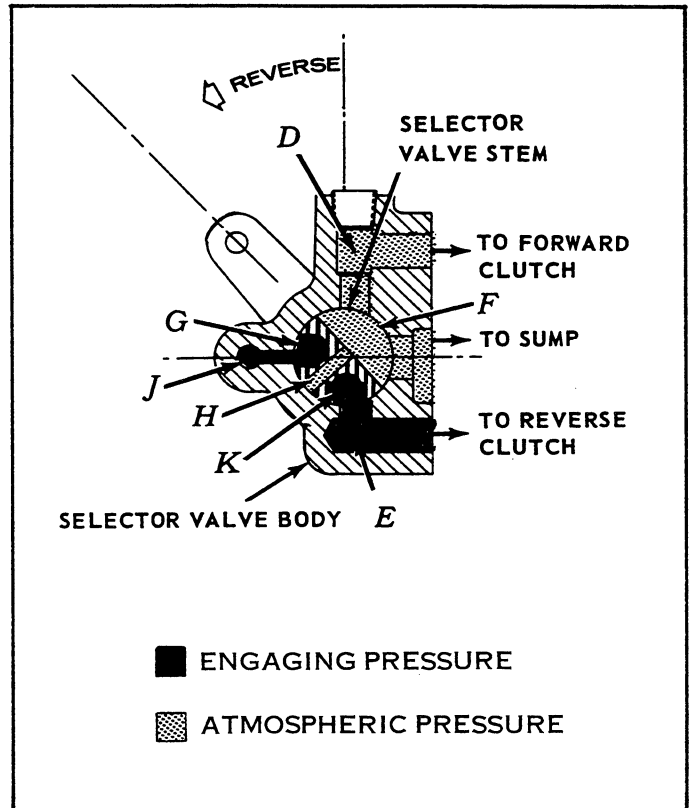 REVERSE
D
SELECTOR
VALVE STEM
TO FORWARD
CLUTCH
F
G
TO SUMP
J
H
TO REVERSE
CLUTCH
K
SELECTOR VALVE BODY
E
ENGAGING PRESSURE
ATMOSPHERIC PRESSURE